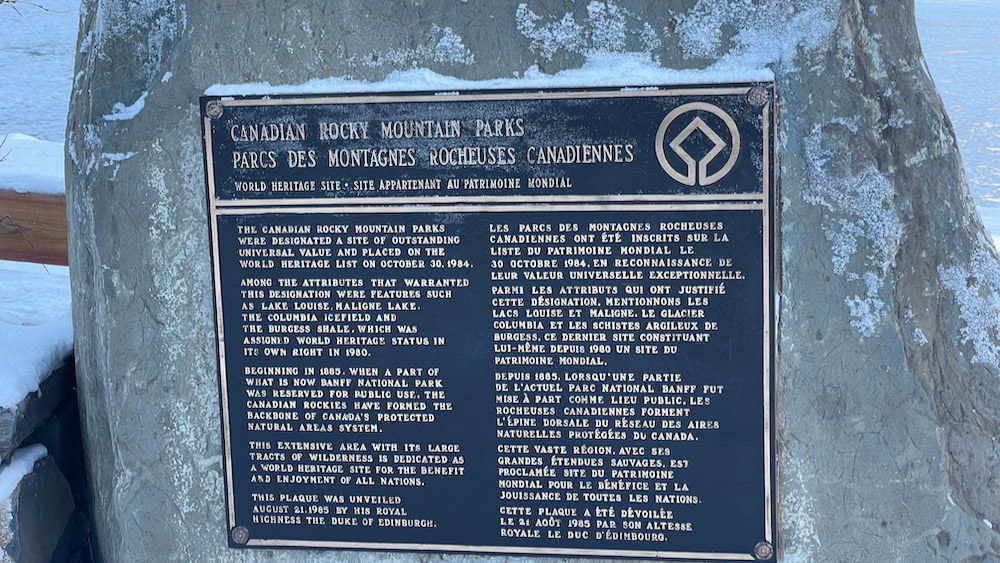 CANADIAN ROCKY MOUNTAIN PARKS
PARCS DES MONTAGNES ROCHEUSES CANADIENNES
WORLD HERITAGE SITE · SITE APPARTENANT AU PATRIMOINE MONDIAL
THE CANADIAN ROCKY MOUNTAIN PARKS
WERE DESIGNATED A SITE OF OUTSTANDING
UNIVERSAL VALUE AND PLACED ON THE
WORLD HERITAGE LIST ON OCTOBER 30, 1984.
AMONG THE ATTRIBUTES THAT WARRANTED
THIS DESIGNATION WERE FEATURES SUCH
AS LAKE LOUISE, MALIGNE LAKE,
THE COLUMBIA ICEFIELD AND
THE BURGESS SHALE, WHICH WAS
ASSIGNED WORLD HERITAGE STATUS IN
ITS OWN RIGHT IN 1980.
BEGINNING IN 1885, WHEN A PART OF
WHAT IS NOW BANFF NATIONAL PARK
WAS RESERVED FOR PUBLIC USE, THE
CANADIAN ROCKIES HAVE FORMED THE
BACKBONE OF CANADA'S PROTECTED
NATURAL AREAS SYSTEM.
THIS EXTENSIVE AREA WITH ITS LARGE
TRACTS OF WILDERNESS IS DEDICATED AS
A WORLD HERITAGE SITE FOR THE BENEFIT
AND ENJOYMENT OF ALL NATIONS.
THIS PLAQUE WAS UNVEILED
AUGUST 21, 1985 BY HIS ROYAL
HIGHNESS THE DUKE OF EDINBURGH.
LES PARCS DES MONTAGNES ROCHEUSES
CANADIENNES ONT ÉTÉ INSCRITS SUR LA
LISTE DU PATRIMOINE MONDIAL LE
30 OCTOBRE 1984, EN RECONNAISSANCE DE
LEUR VALEUR UNIVERSELLE EXCEPTIONNELLE.
PARMI LES ATTRIBUTS QUI ONT JUSTIFIÉ
CETTE DÉSIGNATION, MENTIONNONS LES
LACS LOUISE ET MALIGNE, LE GLACIER
COLUMBIA ET LES SCHISTES ARGILEUX DE
BURGESS, CE DERNIER SITE CONSTITUANT
LUI-MÊME DEPUIS 1980 UN SITE DU
PATRIMOINE MONDIAL.
DEPUIS 1885, LORSQU'UNE PARTIE
DE L'ACTUEL PARC NATIONAL BANFF FUT
MISE À PART COMME LIEU PUBLIC, LES
ROCHEUSES CANADIENNES FORMENT
L'ÉPINE DORSALE DU RÉSEAU DES AIRES
NATURELLES PROTÉGÉES DU CANADA.
CETTE VASTE RÉGION, AVEC SES
GRANDES ÉTENDUES SAUVAGES, EST
PROCLAMÉE SITE DU PATRIMOINE
MONDIAL POUR LE BÉNÉFICE ET LA
JOUISSANCE DE TOUTES LES NATIONS.
CETTE PLAQUE A ÉTÉ DÉVOILÉE
LE 21 AOÛT 1985 PAR SON ALTESSE
ROYALE LE DUC D'ÉDIMBOURG.